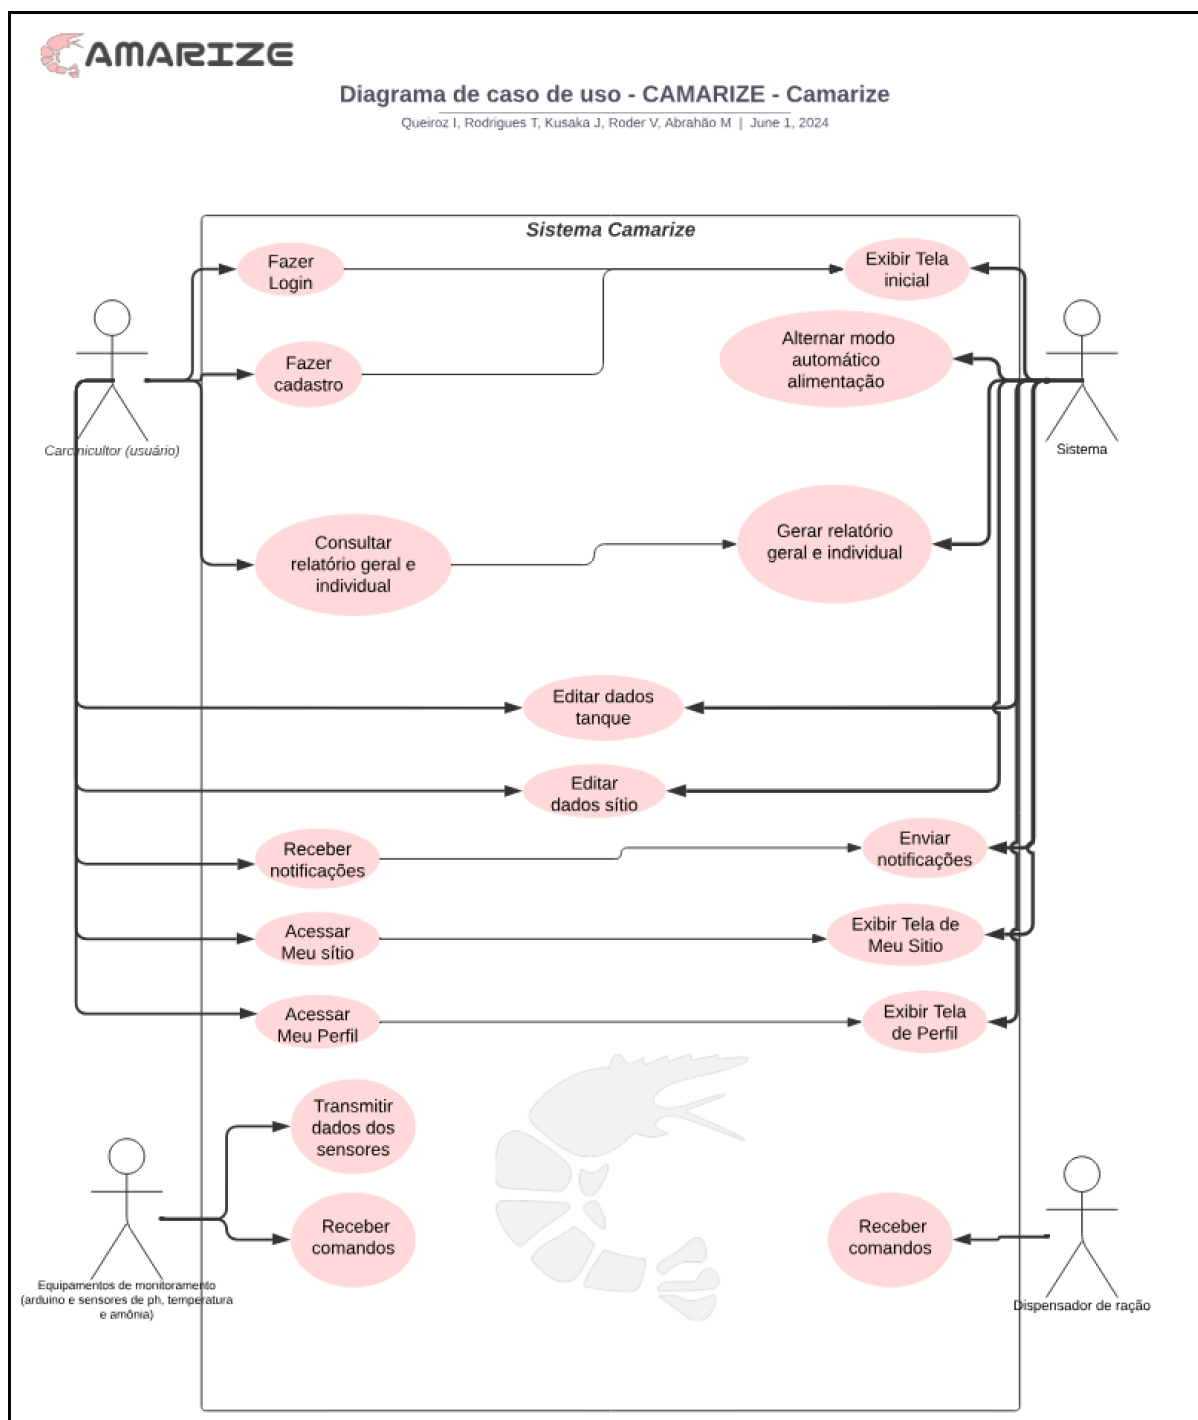 CAMARIZE
Diagrama de caso de uso - CAMARIZE - Camarize
Queiroz I, Rodrigues T, Kusaka J, Roder V, Abrahão M | June 1, 2024
Sistema Camarize
Fazer
Login
Exibir Tela
inicial
Alternar modo
automático
alimentação
Fazer
cadastro
Carcinicultor (usuário)
Sistema
Consultar
relatório geral e
individual
Gerar relatório
geral e individual
Editar dados
tanque
Editar
dados sítio
Receber
notificações
Enviar
notificações
Acessar
Meu sítio
Exibir Tela de
Meu Sitio
Acessar
Meu Perfil
Exibir Tela
de Perfil
Transmitir
dados dos
sensores
Receber
comandos
Receber
comandos
Equipamentos de monitoramento
(arduino e sensores de ph, temperatura
e amônia)
Dispensador de ração